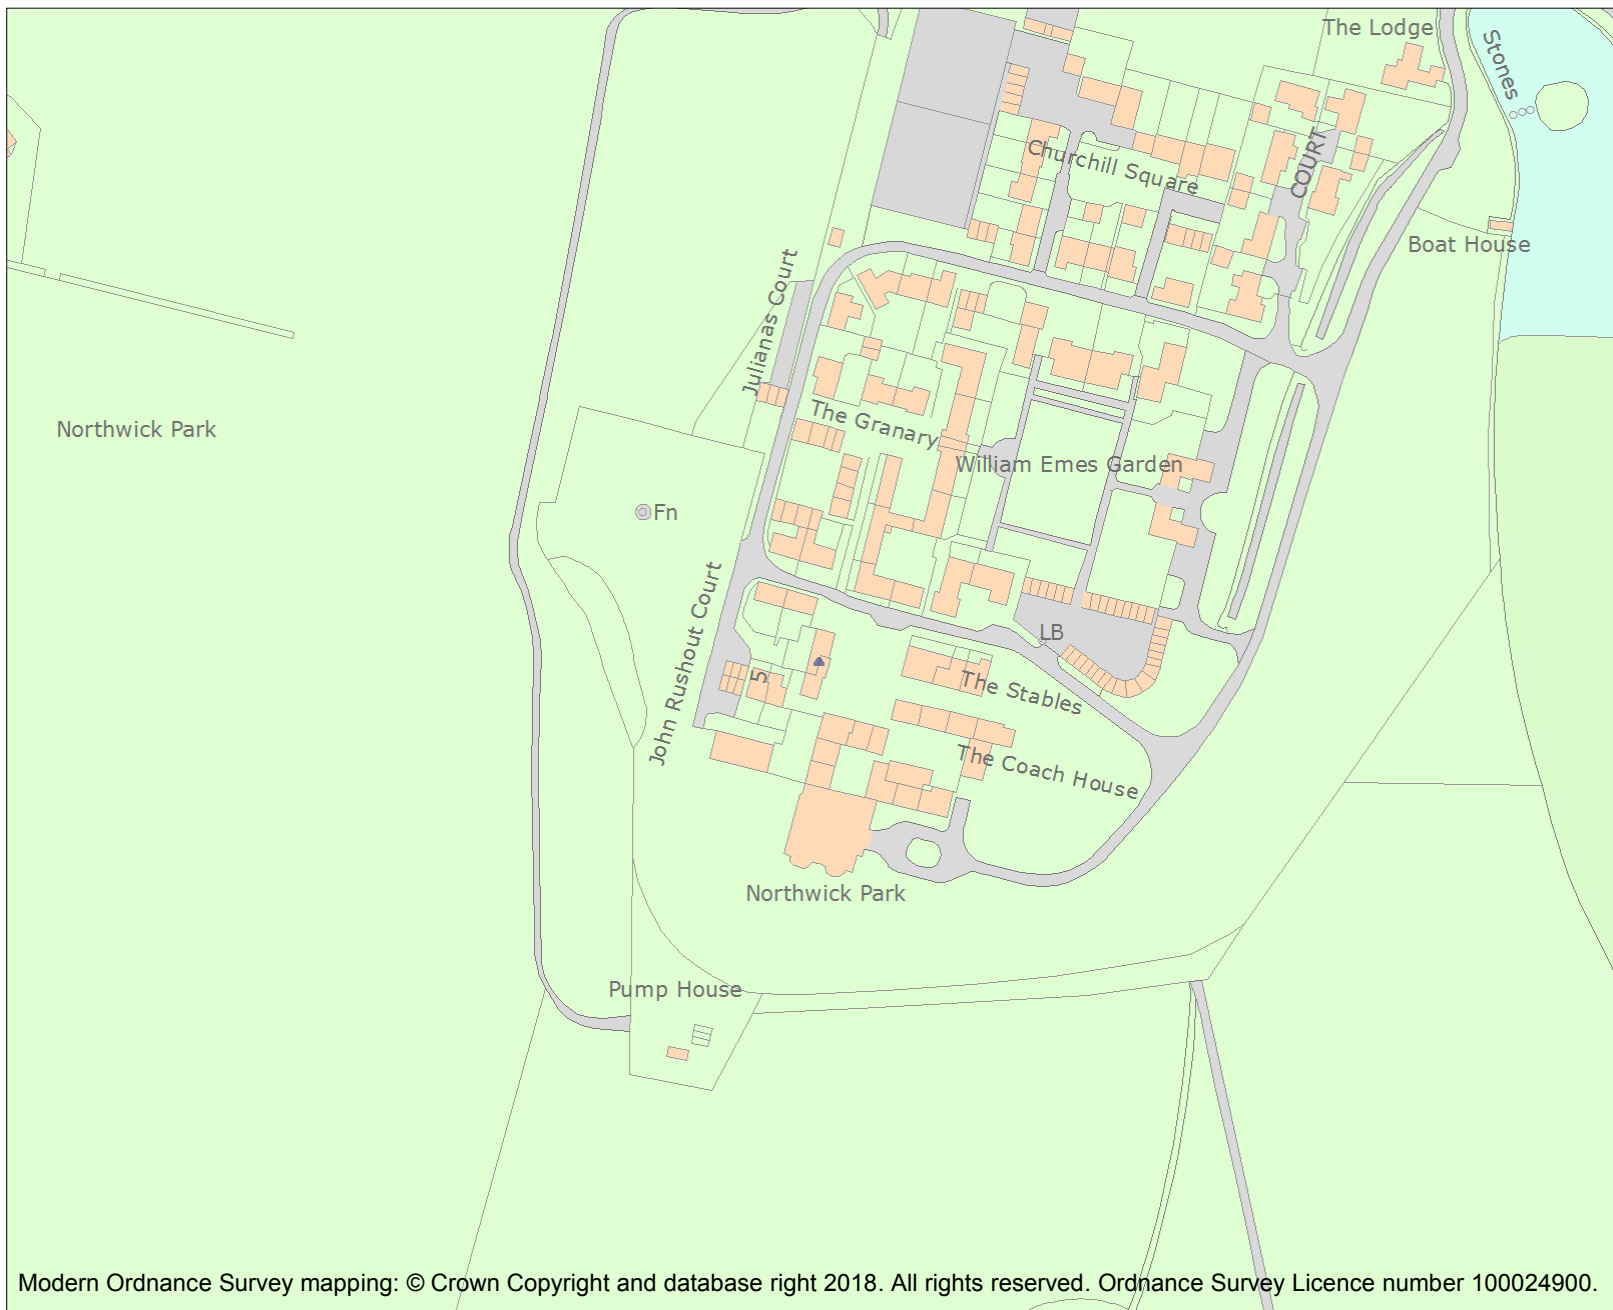 The Lodge
Stones
Churchill Square
COURT
Boat House
Julianas Court
The Granary
Northwick Park
William Emes Garden
Fn
John Rushout Court
LB
5
The Stables
The Coach House
Northwick Park
Pump House
Modern Ordnance Survey mapping: © Crown Copyright and database right 2018. All rights reserved. Ordnance Survey Licence number 100024900.